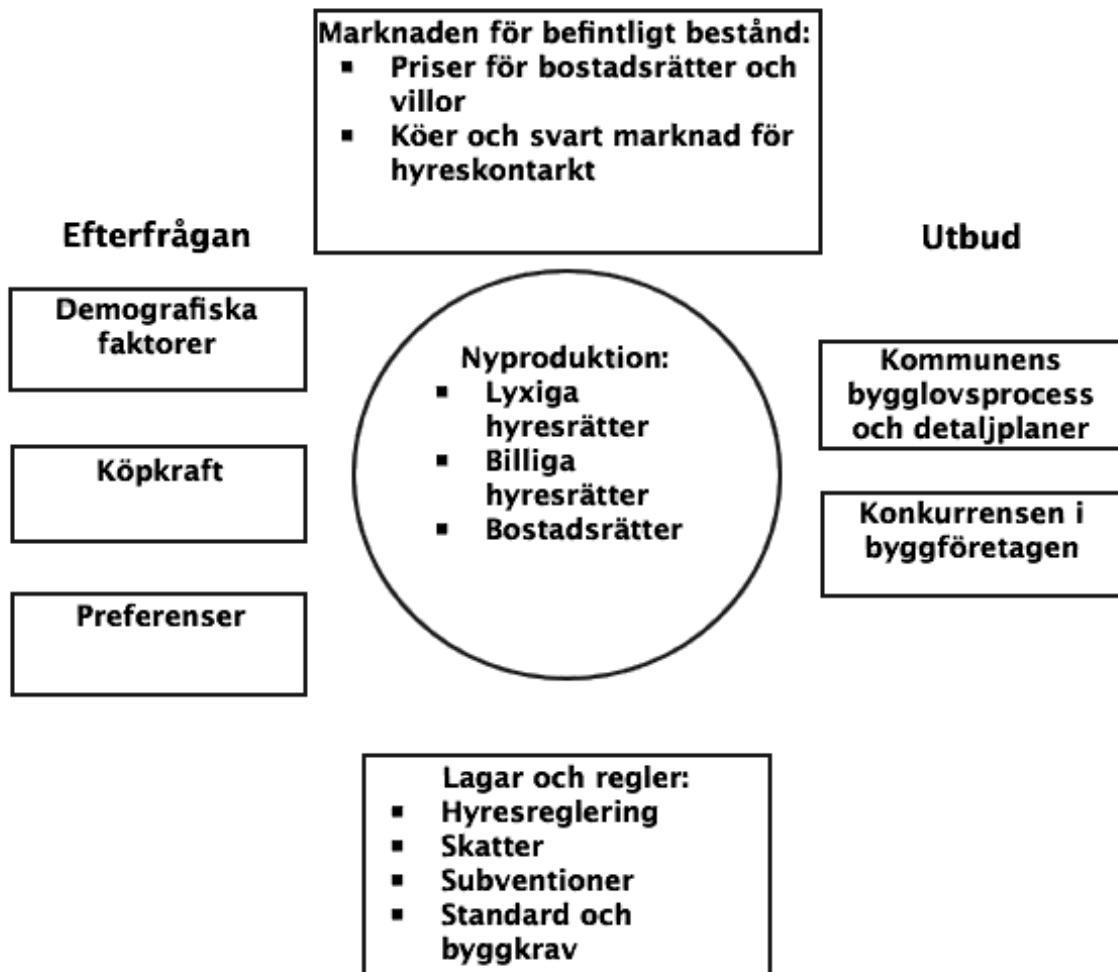 Marknaden för befintligt bestånd:
▪ Priser för bostadsrätter och
villor
▪ Köer och svart marknad för
hyreskontarkt
Efterfrågan
Demografiska
faktorer
Köpkraft
Preferenser
Nyproduktion:
▪ Lyxiga
hyresrätter
▪ Billiga
hyresrätter
▪ Bostadsrätter
Utbud
Kommunens
bygglovsprocess
och detaljplaner
Konkurrensen i
byggföretagen
Lagar och regler:
▪ Hyresreglering
▪ Skatter
▪ Subventioner
▪ Standard och
byggkrav